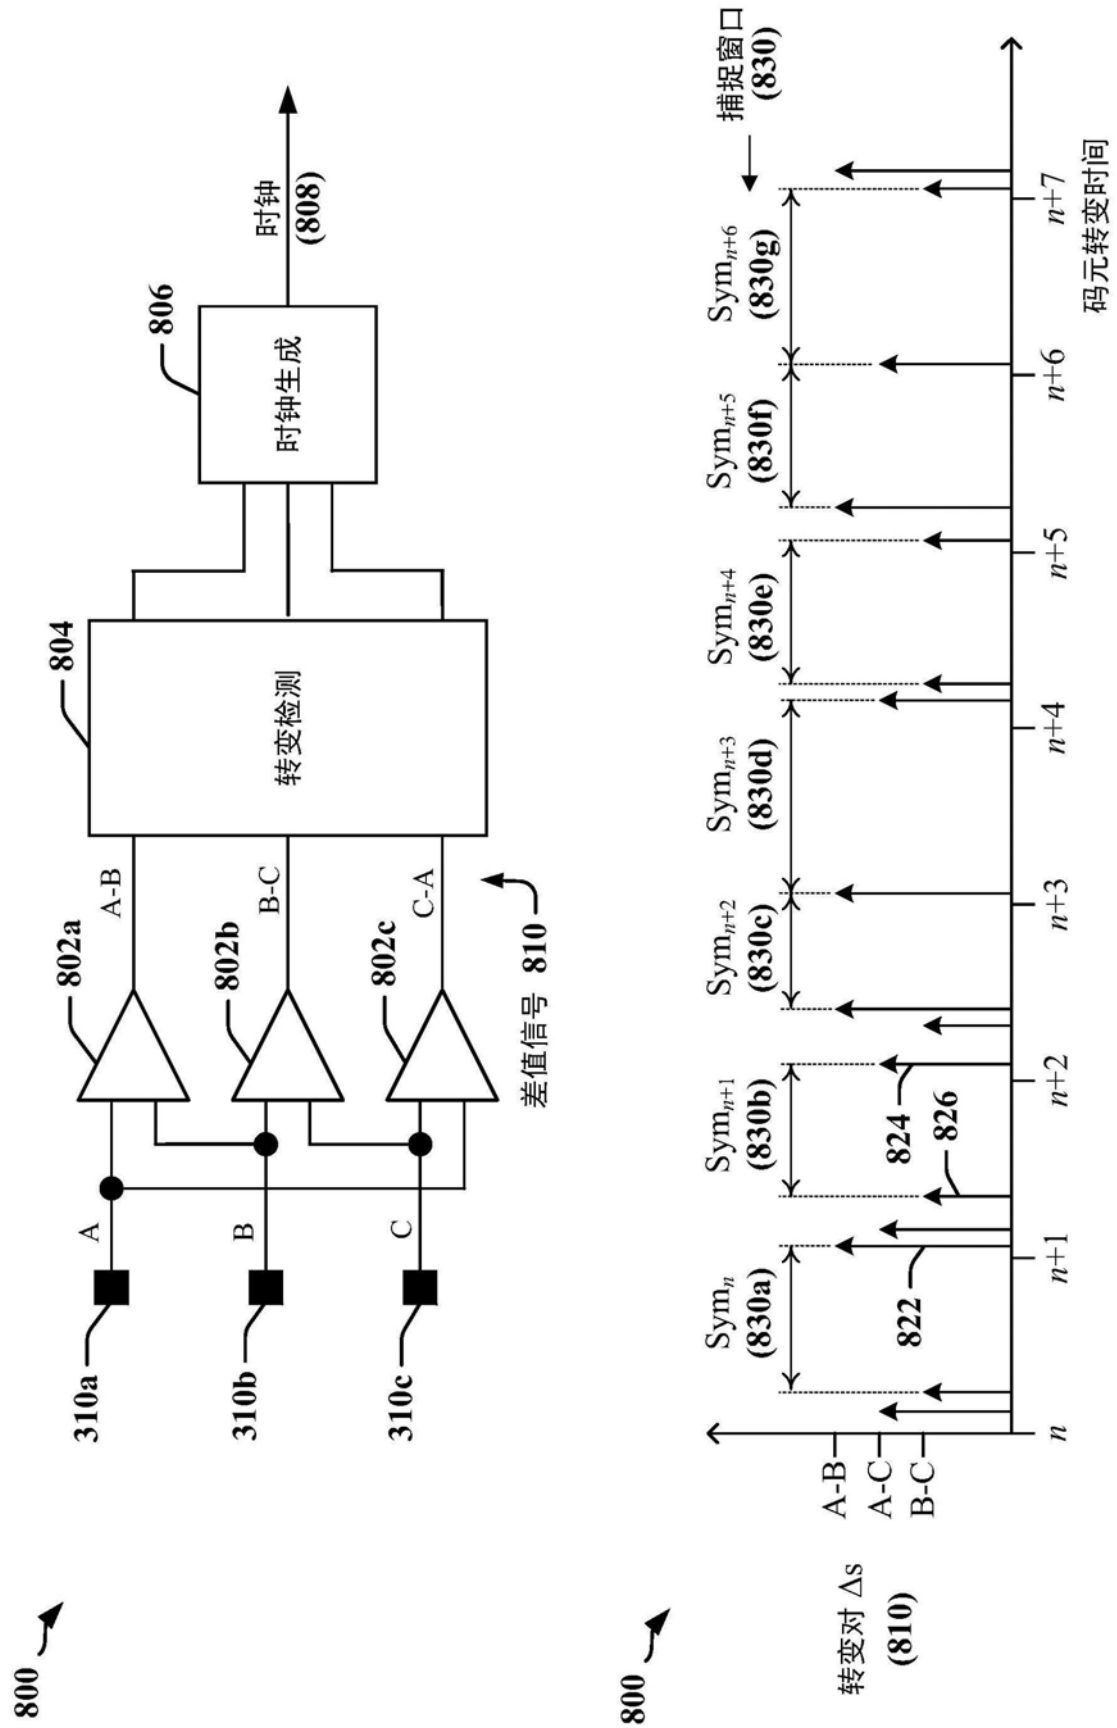 800
310a
310b
310c
A
B
C
802a
802b
802c
A-B
B-C
C-A
差值信号 810
804
转变检测
806
时钟生成
时钟
(808)
800
转变对 Δs
(810)
A-B
A-C
B-C
Symn
(830a)
Symn+1
(830b)
Symn+2
(830c)
Symn+3
(830d)
Symn+4
(830e)
Symn+5
(830f)
Symn+6
(830g)
捕捉窗口
(830)
822
824
826
n
n+1
n+2
n+3
n+4
n+5
n+6
n+7
码元转变时间